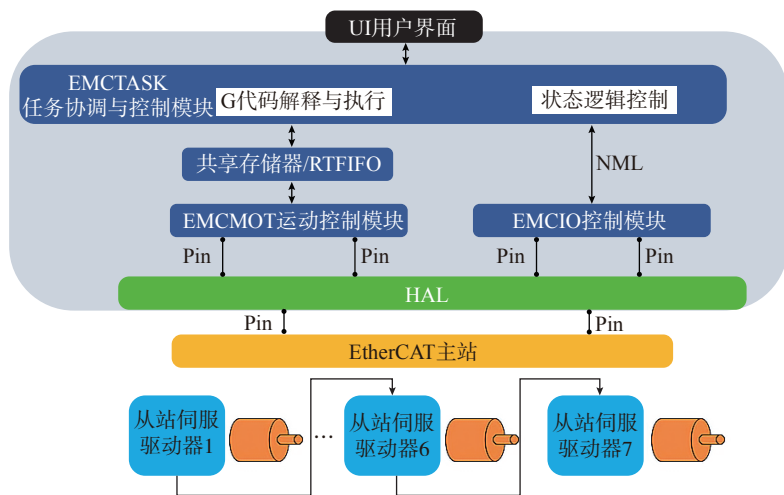 UI用户界面
EMCTASK
任务协调与控制模块
G代码解释与执行
状态逻辑控制
共享存储器/RTFIFO
NML
EMCMOT运动控制模块
EMCIO控制模块
Pin
Pin
Pin
Pin
HAL
Pin
Pin
EtherCAT主站
从站伺服
驱动器1
…
从站伺服
驱动器6
从站伺服
驱动器7